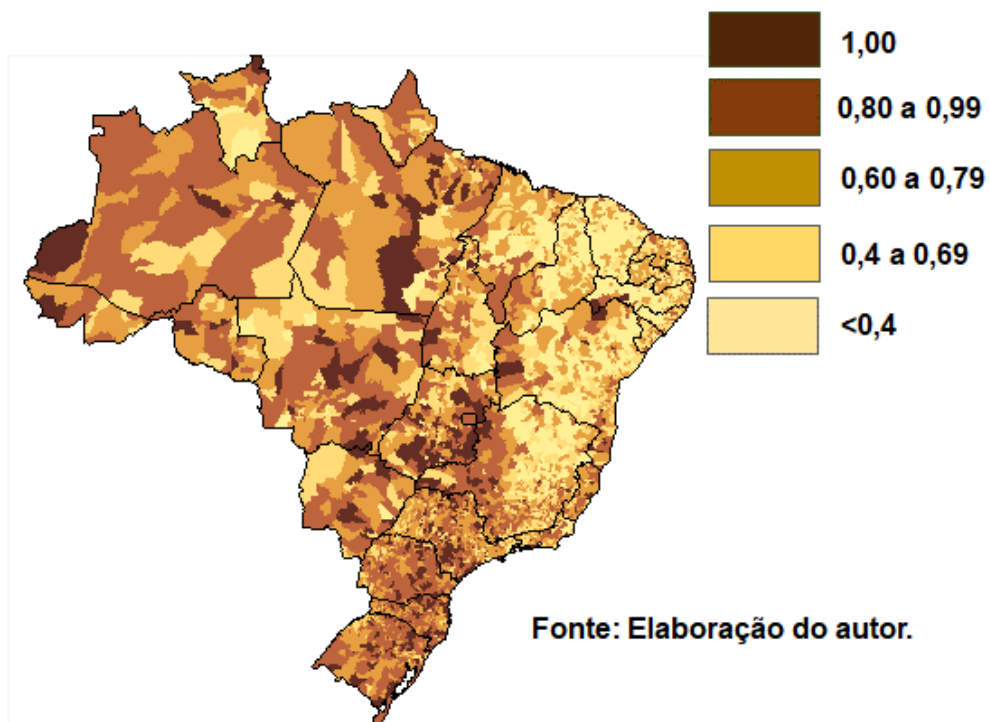 1,00
0,80 a 0,99
0,60 a 0,79
0,4 a 0,69
<0,4
Fonte: Elaboração do autor.